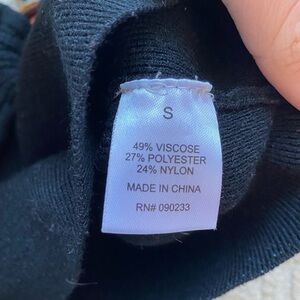 S
49% VISCOSE
27% POLYESTER
24% NYLON
MADE IN CHINA
RN# 090233